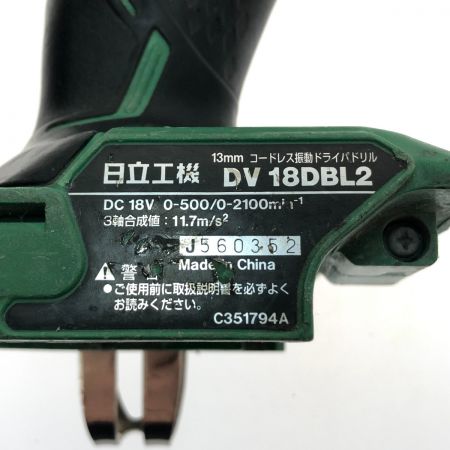 13mm コードレス振動ドライバドリル
日立工機 DV 18DBL2
DC 18V 0-500/0-2100min⁻¹
3軸合成値：11.7m/s²
J560352
Made in China
⚠警
●ご使用前に取扱説明書を必ずよく
お読みください。
C351794A